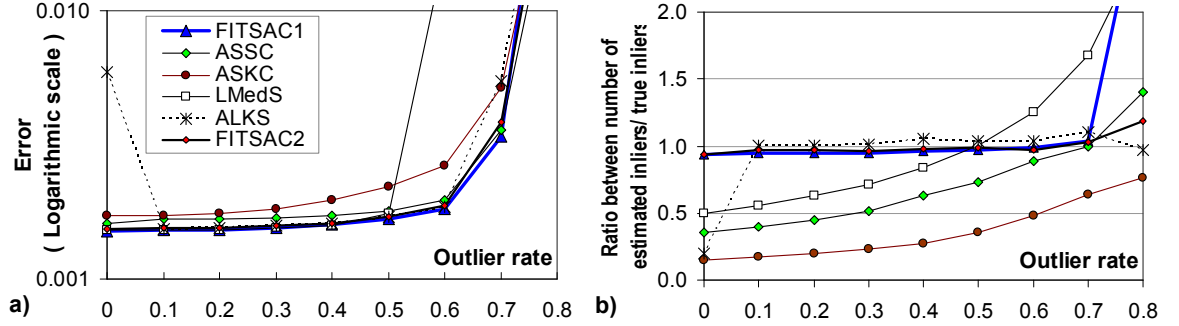 0.010
Error
( Logarithmic scale )
0.001
FITSAC1
ASSC
ASKC
LMedS
ALKS
FITSAC2
Outlier rate
0 0.1 0.2 0.3 0.4 0.5 0.6 0.7 0.8
a)
Ratio between number of
estimated inliers/ true inliers
2.0
1.5
1.0
0.5
0.0
Outlier rate
0 0.1 0.2 0.3 0.4 0.5 0.6 0.7 0.8
b)